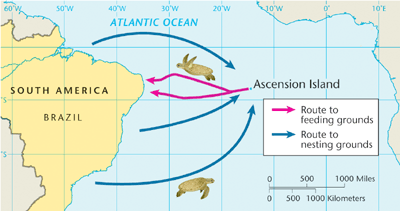 60°W 50°W 40°W 30°W 20°W 10°W 0° 10°E
ATLANTIC OCEAN
SOUTH AMERICA
BRAZIL
Ascension Island
Route to
feeding grounds
Route to
nesting grounds
0 500 1000 Miles
0 500 1000 Kilometers